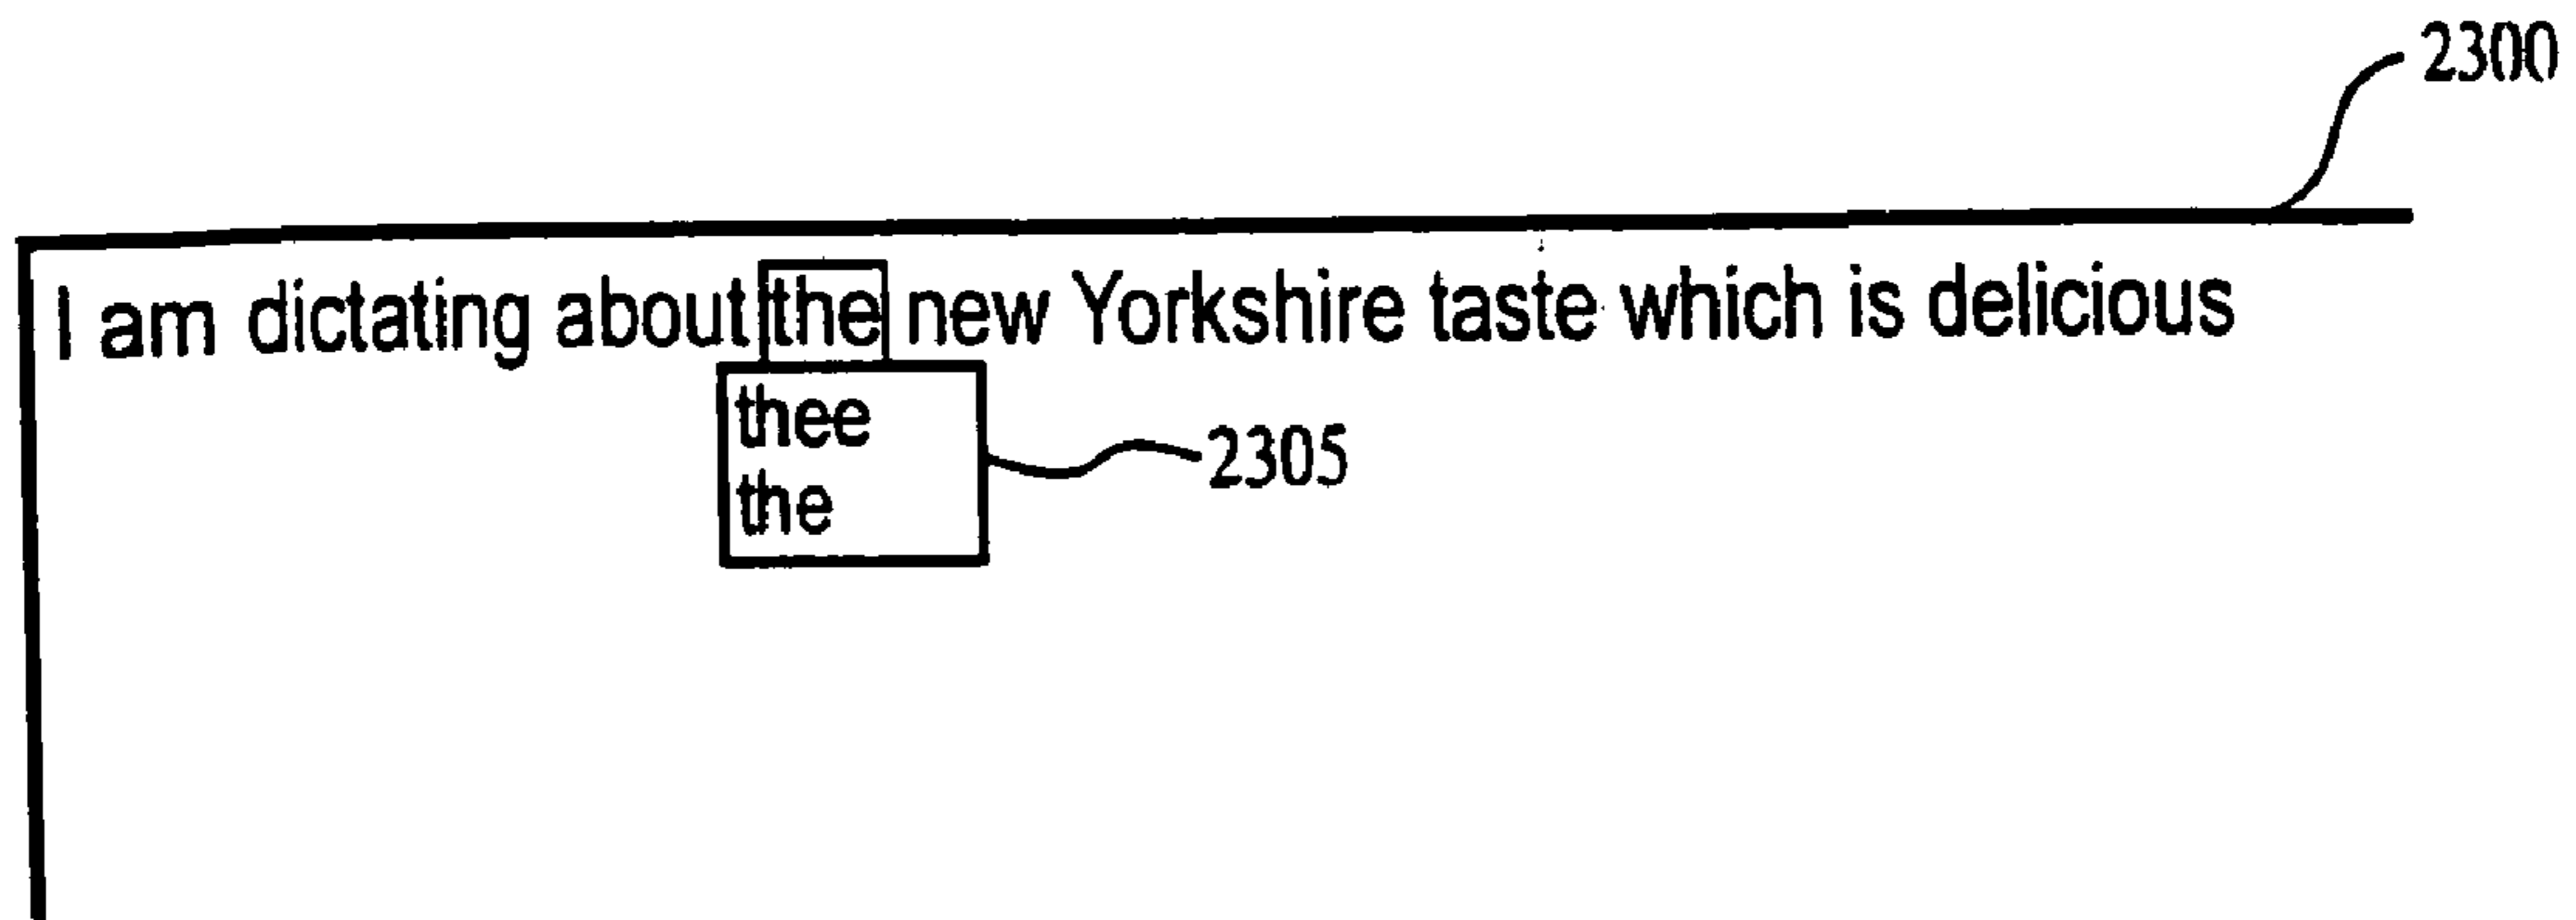 2300
I am dictating about the new Yorkshire taste which is delicious
thee
the
2305